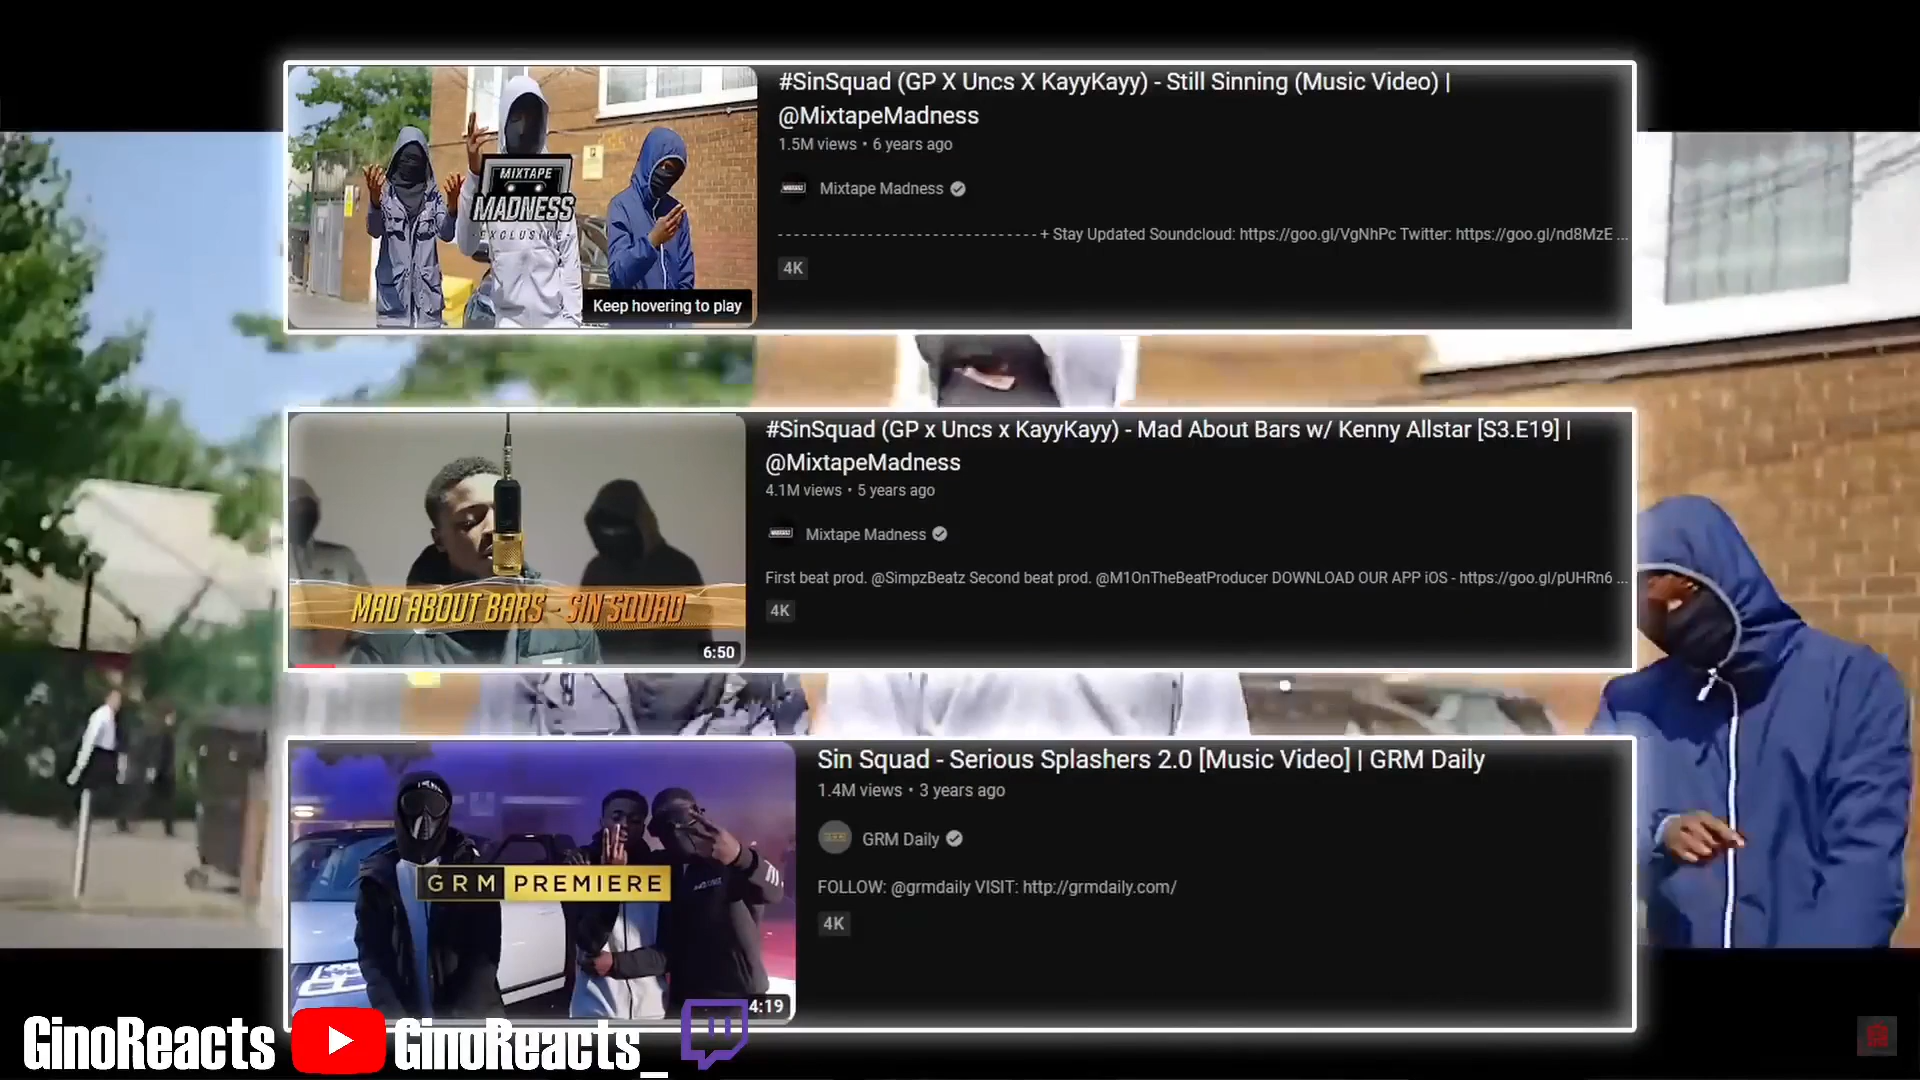 #SinSquad (GP X Uncs X KayyKayy) - Still Sinning (Music Video) |
@MixtapeMadness
1.5M views • 6 years ago
Mixtape Madness
------------------------------+ Stay Updated Soundcloud: https://goo.gl/VgNhPc Twitter: https://goo.gl/nd8MzE ...
4K
MIXTAPE
MADNESS
-EXCLUSIVE-
Keep hovering to play
#SinSquad (GP x Uncs x KayyKayy) - Mad About Bars w/ Kenny Allstar [S3.E19] |
@MixtapeMadness
4.1M views • 5 years ago
Mixtape Madness
First beat prod. @SimpzBeatz Second beat prod. @M1OnTheBeatProducer DOWNLOAD OUR APP iOS - https://goo.gl/pUHRn6 ...
4K
MAD ABOUT BARS - SIN SQUAD
6:50
Sin Squad - Serious Splashers 2.0 [Music Video] | GRM Daily
1.4M views • 3 years ago
GRM Daily
FOLLOW: @grmdaily VISIT: http://grmdaily.com/
4K
GRM PREMIERE
4:19
GinoReacts GinoReacts_